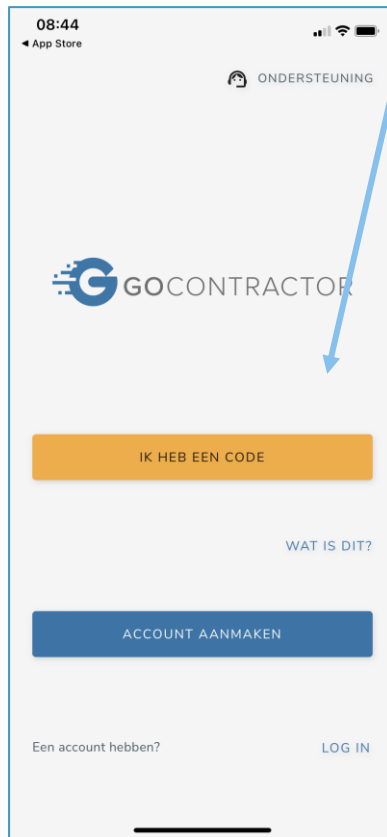 08:44
◀ App Store
ONDERSTEUNING
GOCONTRACTOR
IK HEB EEN CODE
WAT IS DIT?
ACCOUNT AANMAKEN
Een account hebben? LOG IN